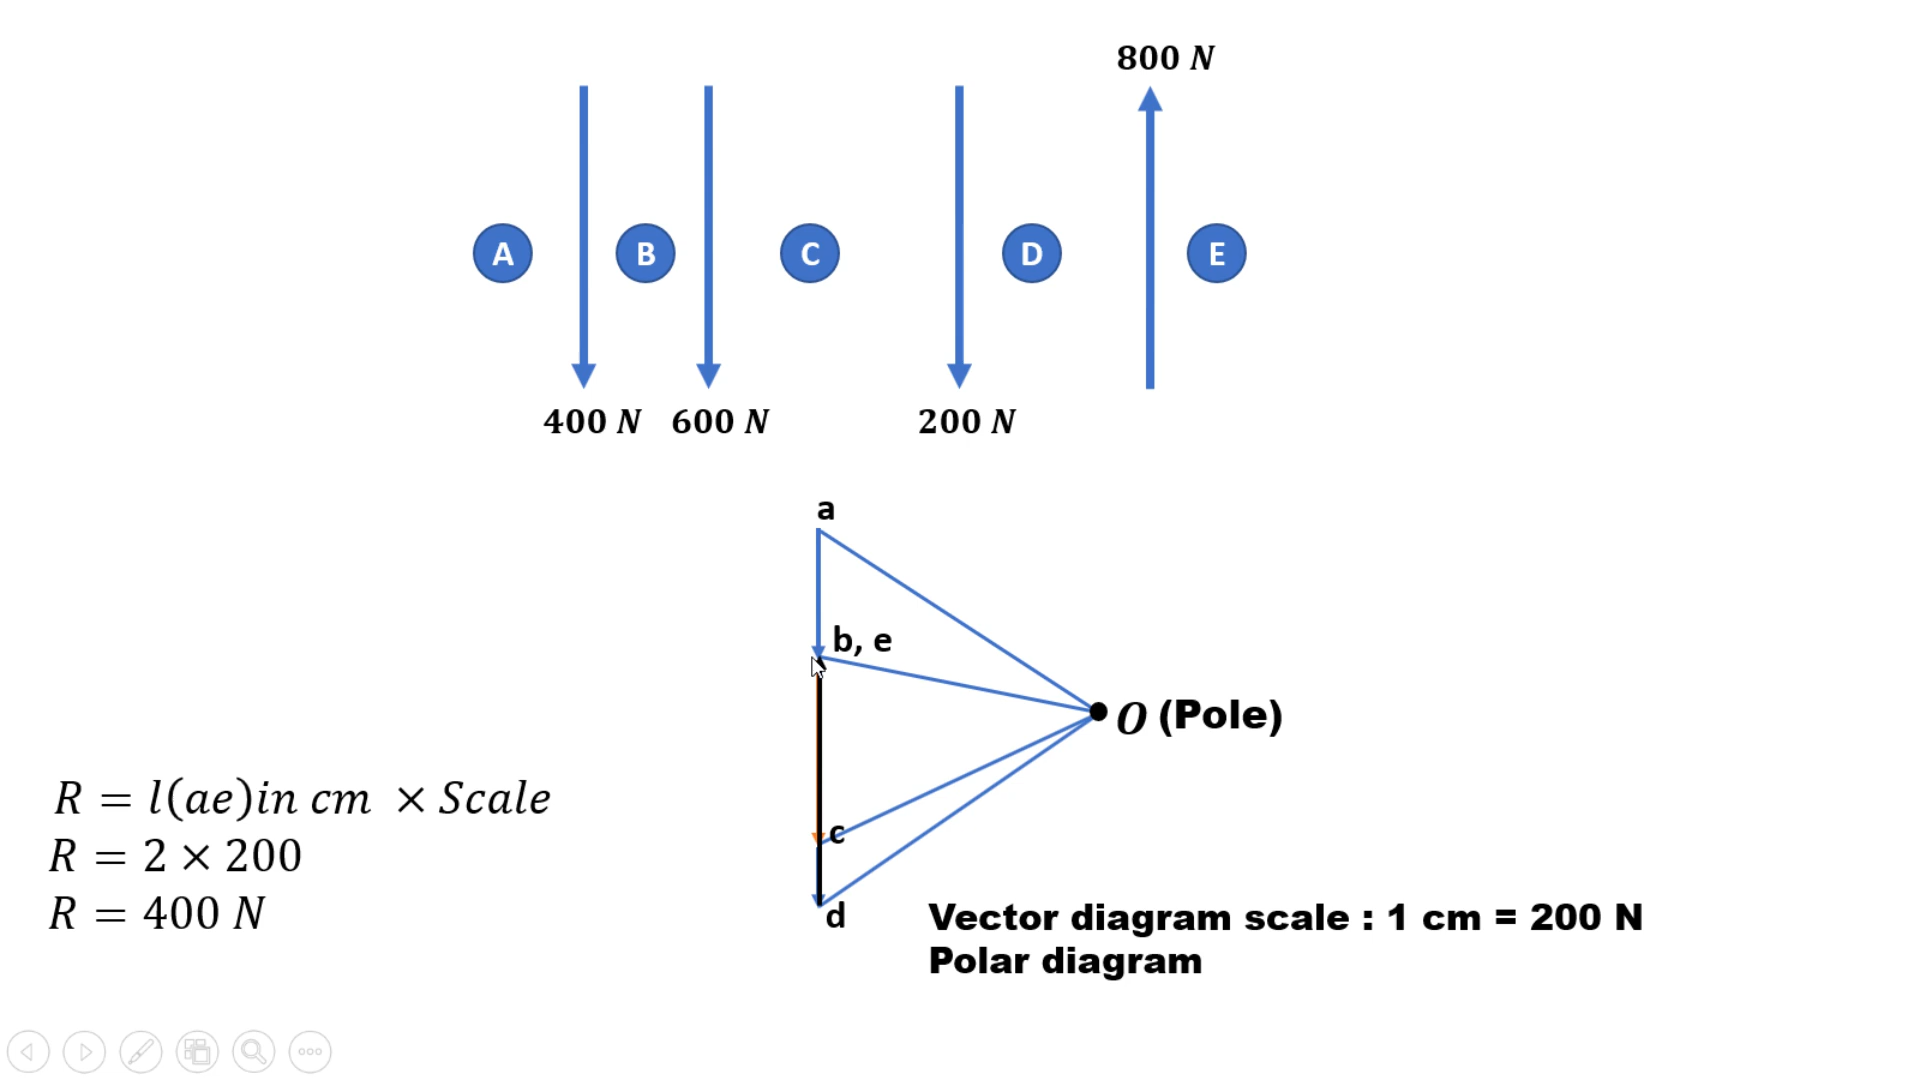 800 N
A B C D E
400 N 600 N 200 N
a
b, e
O (Pole)
R = l(ae)in cm × Scale
c
R = 2 × 200
R = 400 N
d
Vector diagram scale : 1 cm = 200 N
Polar diagram